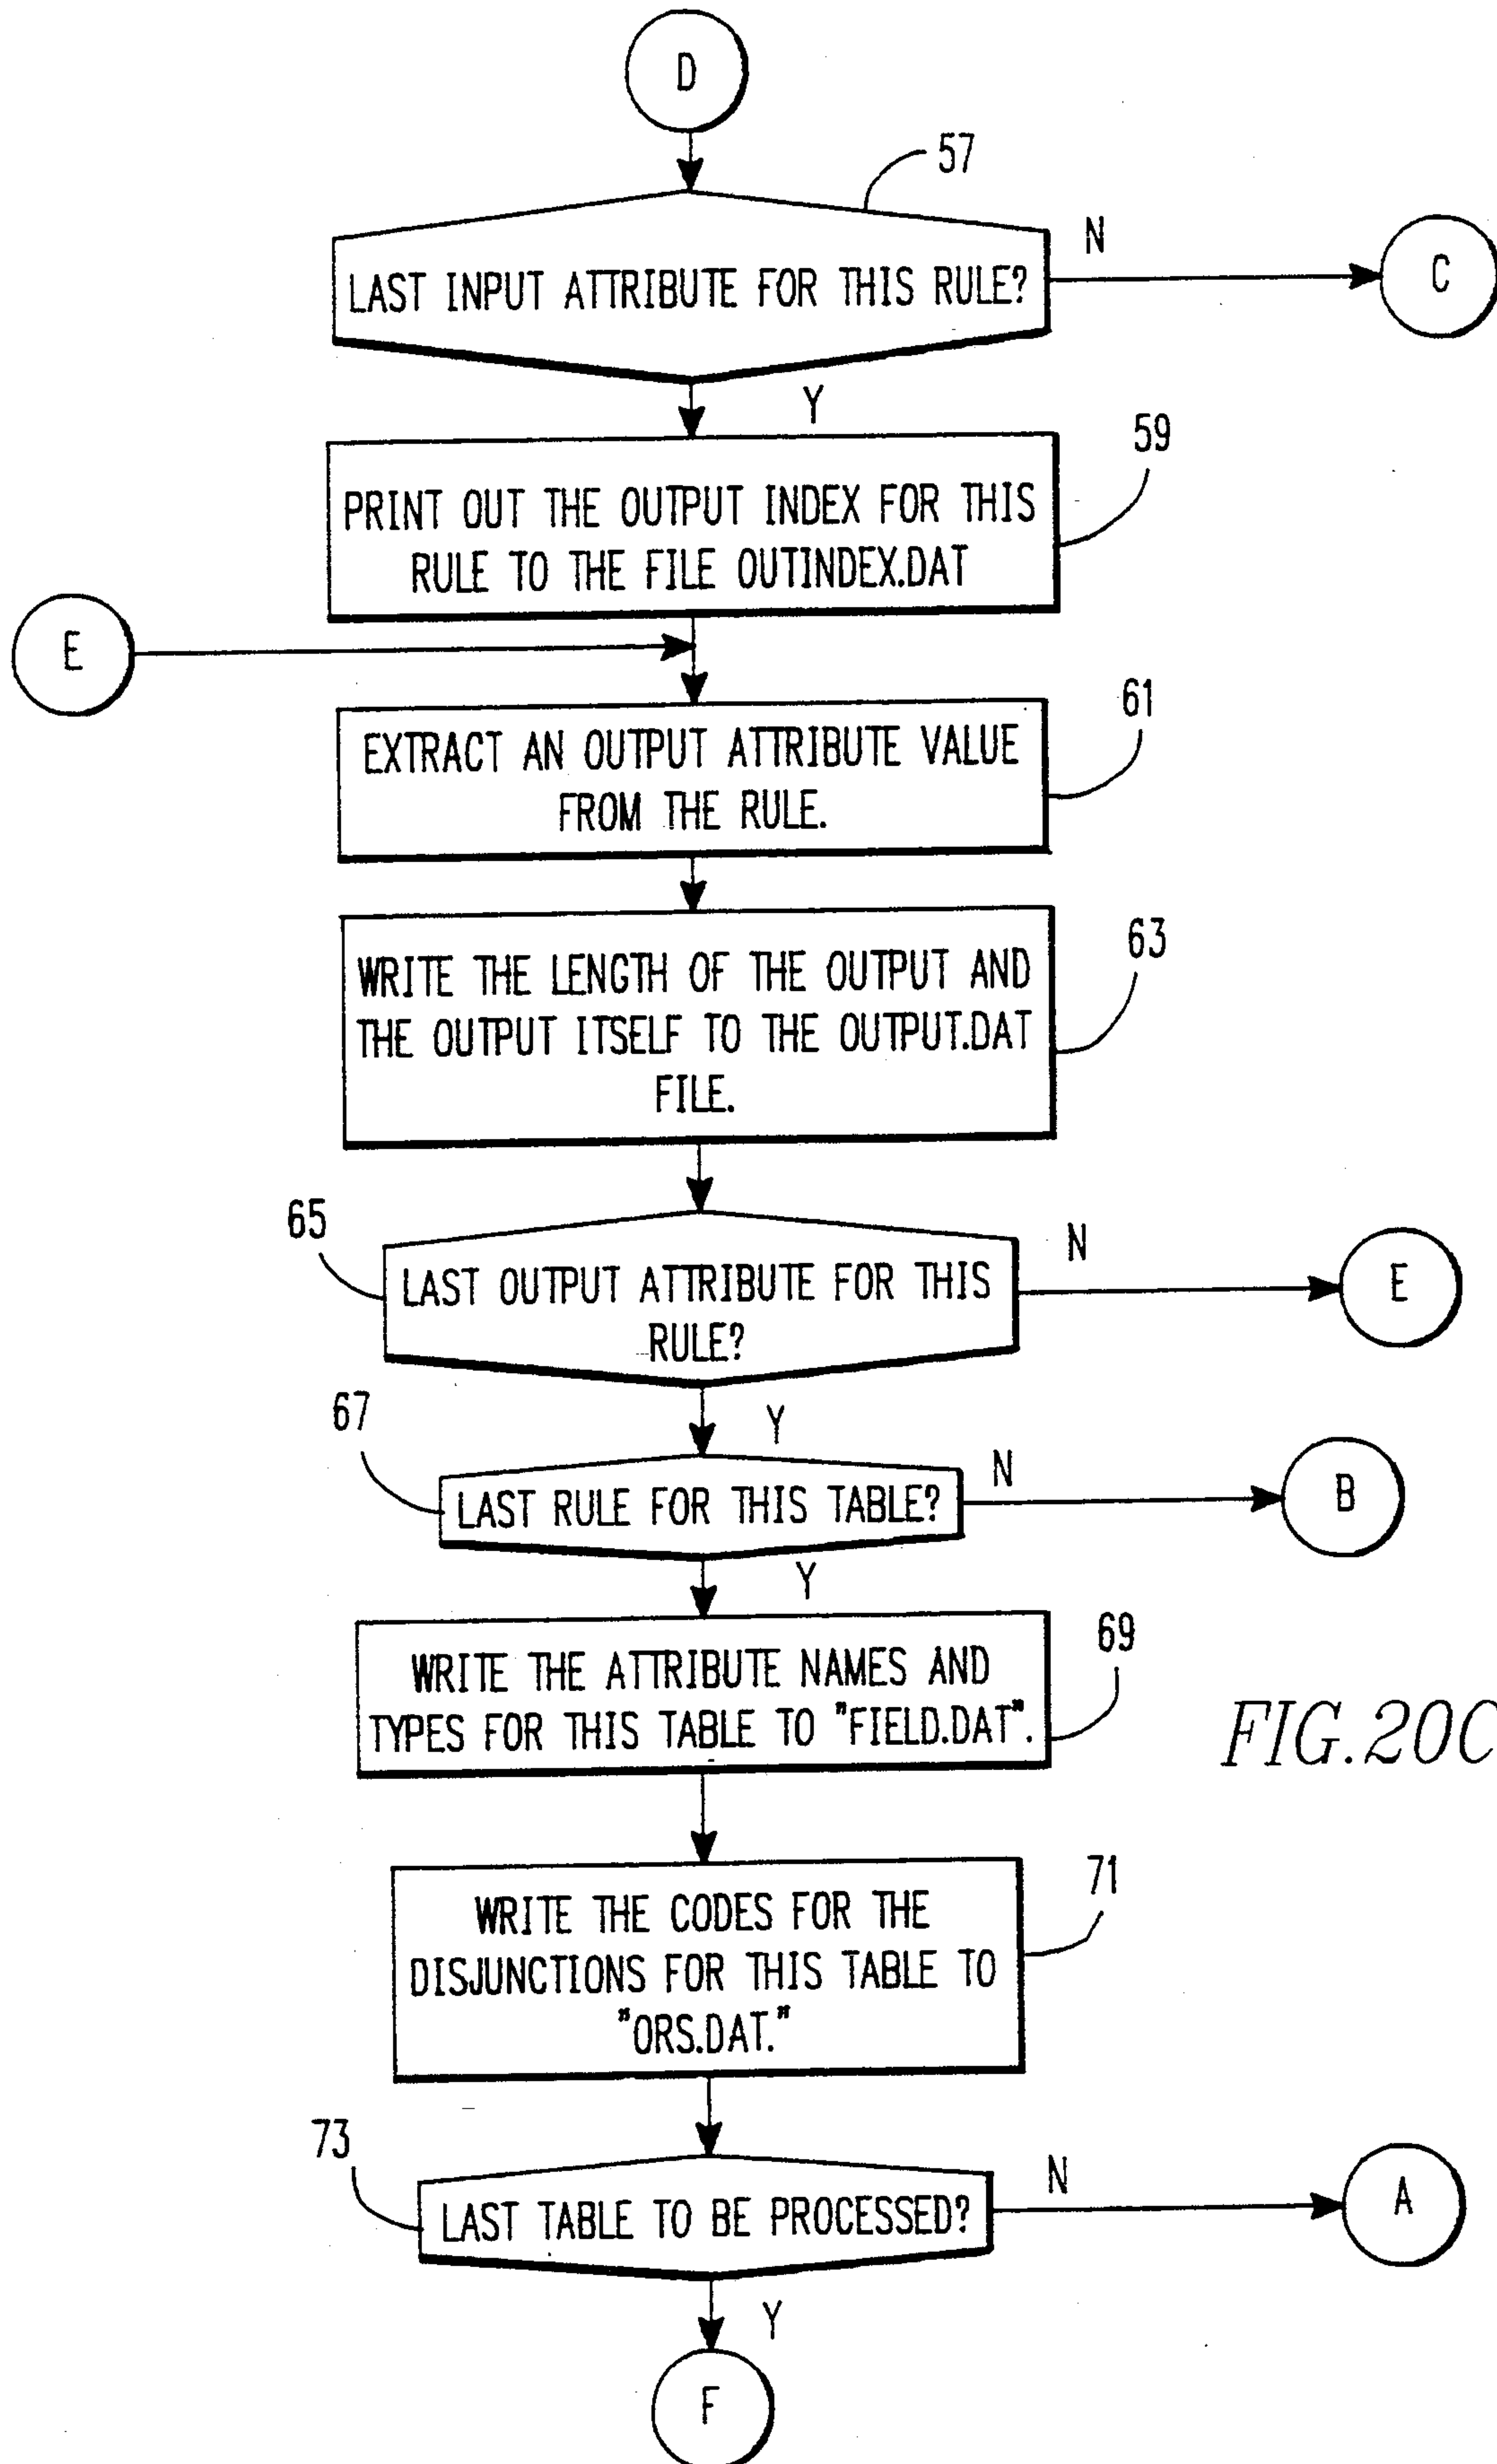 D
57
LAST INPUT ATTRIBUTE FOR THIS RULE?
N
C
Y
59
PRINT OUT THE OUTPUT INDEX FOR THIS
RULE TO THE FILE OUTINDEX.DAT
E
61
EXTRACT AN OUTPUT ATTRIBUTE VALUE
FROM THE RULE.
63
WRITE THE LENGTH OF THE OUTPUT AND
THE OUTPUT ITSELF TO THE OUTPUT.DAT
FILE.
65
LAST OUTPUT ATTRIBUTE FOR THIS
RULE?
N
E
Y
67
LAST RULE FOR THIS TABLE?
N
B
Y
69
WRITE THE ATTRIBUTE NAMES AND
TYPES FOR THIS TABLE TO "FIELD.DAT".
FIG.20C
71
WRITE THE CODES FOR THE
DISJUNCTIONS FOR THIS TABLE TO
"ORS.DAT."
73
LAST TABLE TO BE PROCESSED?
N
A
Y
F